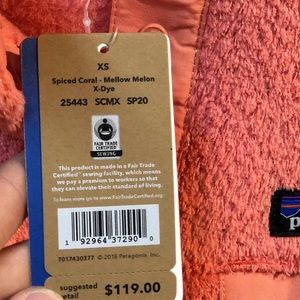 XS
Spiced Coral - Mellow Melon
X-Dye
25443 SCMX SP20
FAIR TRADE
CERTIFIED
SEWING
This product is made in a Fair Trade
Certified™ sewing facility, which means
we pay a premium to workers so that
they can elevate their standard of living.
To learn more go to www.FairTradeCertified.org
1 92964 37290 0
7017430377 © 2018 Patagonia, Inc.
suggested
retail $119.00
p